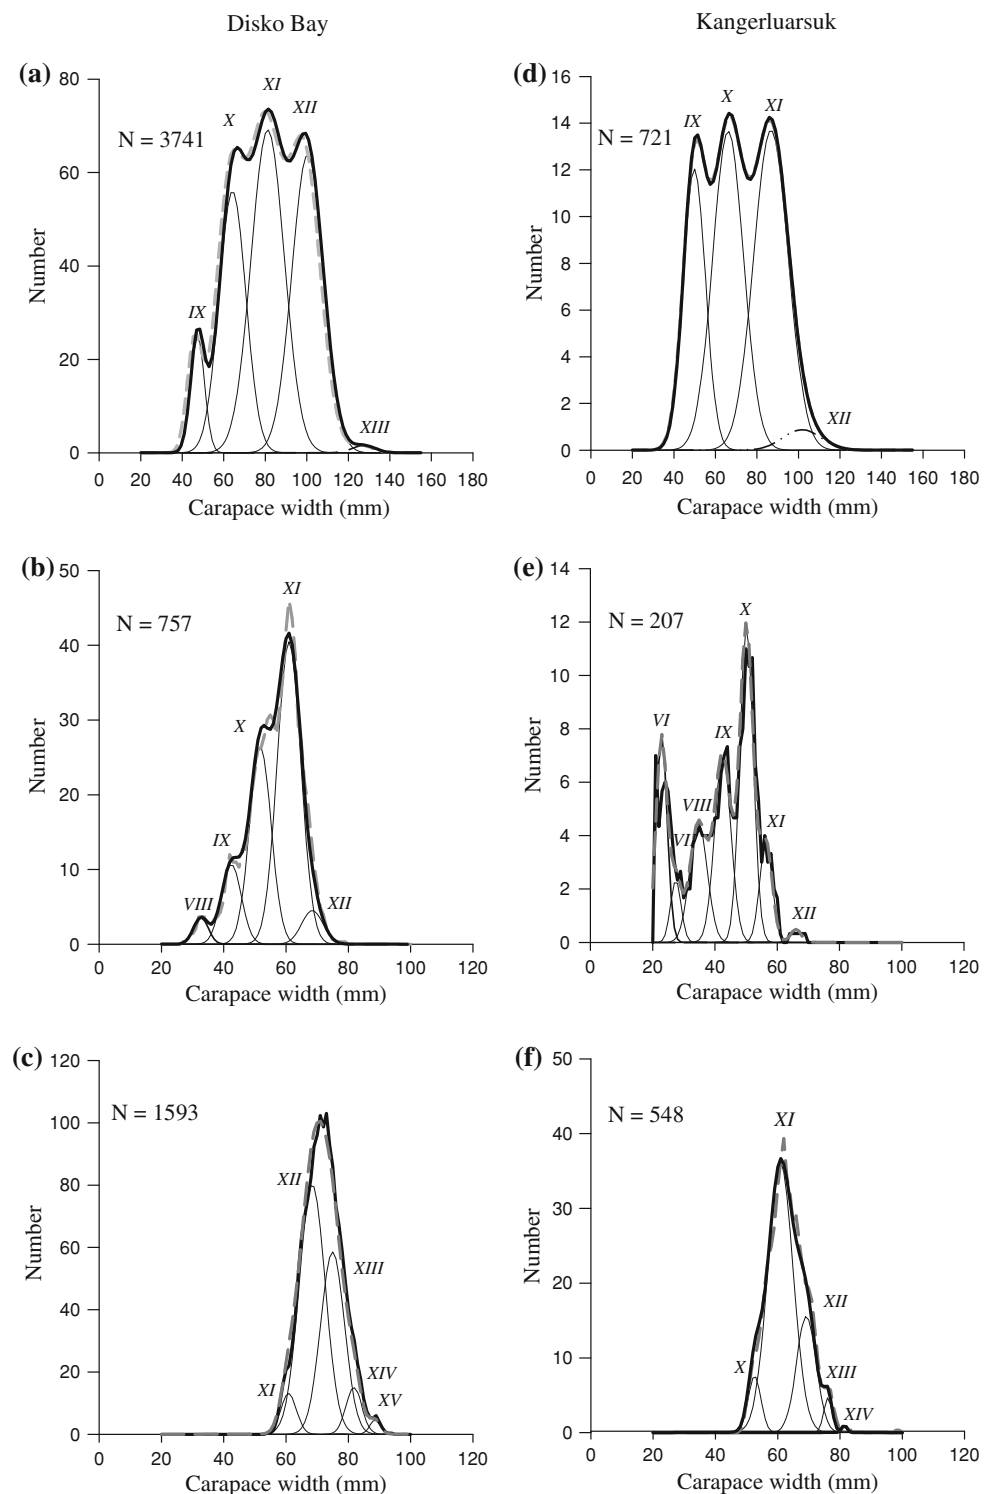 Disko Bay
Kangerluarsuk
(a)
80
60
40
20
0
Number
N = 3741
IX
X
XI
XII
XIII
0 20 40 60 80 100 120 140 160 180
Carapace width (mm)
(d)
16
14
12
10
8
6
4
2
0
Number
N = 721
IX
X
XI
XII
0 20 40 60 80 100 120 140 160 180
Carapace width (mm)
(b)
50
40
30
20
10
0
Number
N = 757
VIII
IX
X
XI
XII
0 20 40 60 80 100 120
Carapace width (mm)
(e)
14
12
10
8
6
4
2
0
Number
N = 207
VI
VII
VIII
IX
X
XI
XII
0 20 40 60 80 100 120
Carapace width (mm)
(c)
120
100
80
60
40
20
0
Number
N = 1593
XI
XII
XIII
XIV
XV
0 20 40 60 80 100 120
Carapace width (mm)
(f)
50
40
30
20
10
0
Number
N = 548
X
XI
XII
XIII
XIV
0 20 40 60 80 100 120
Carapace width (mm)